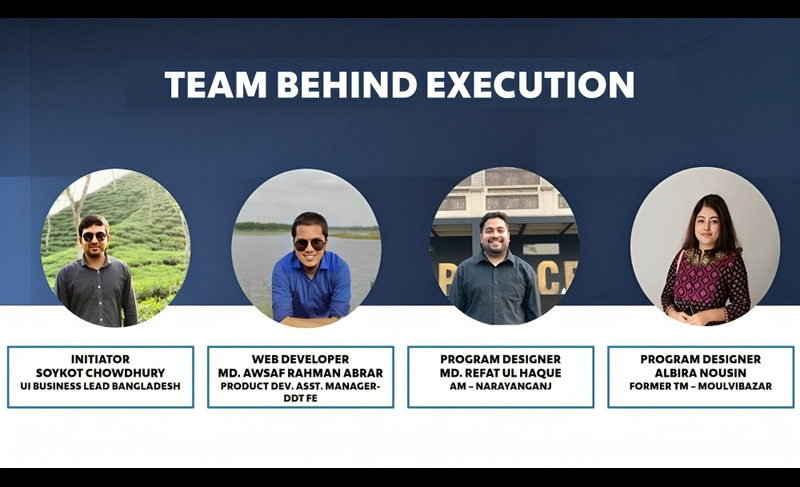 TEAM BEHIND EXECUTION
INITIATOR
SOYKOT CHOWDHURY
UI BUSINESS LEAD BANGLADESH
WEB DEVELOPER
MD. AWSAF RAHMAN ABRAR
PRODUCT DEV. ASST. MANAGER-
DDT FE
PROGRAM DESIGNER
MD. REFAT UL HAQUE
AM – NARAYANGANJ
PROGRAM DESIGNER
ALBIRA NOUSIN
FORMER TM – MOULVIBAZAR